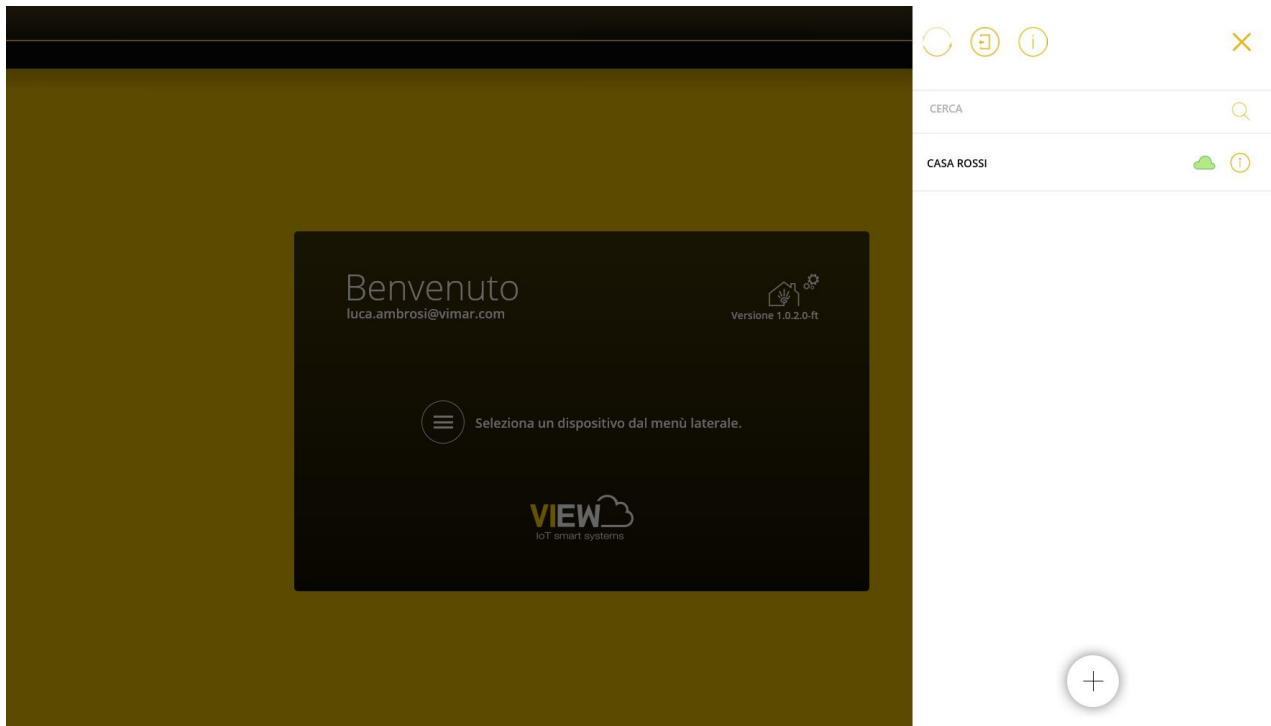 CERCA
CASA ROSSI
Benvenuto
luca.ambrosi@vimar.com
Versione 1.0.2.0-ft
Seleziona un dispositivo dal menù laterale.
VIEW
IoT smart systems